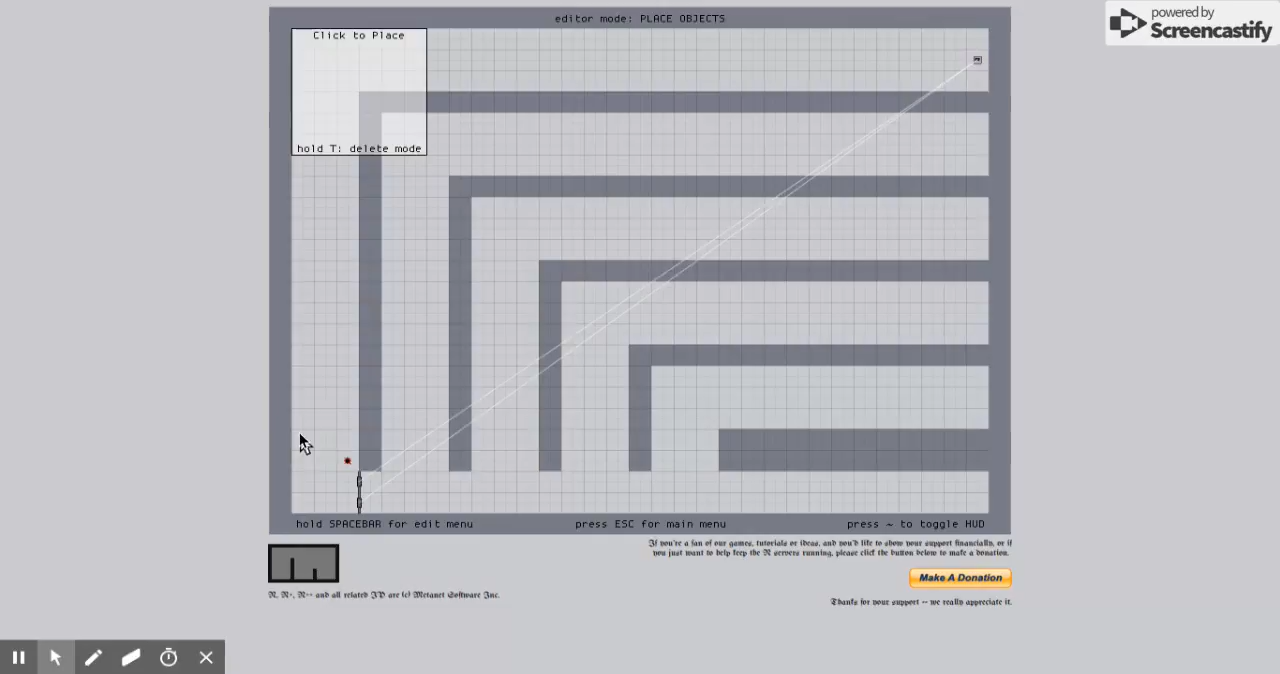 editor mode: PLACE OBJECTS
powered by
Screencastify
Click to Place
hold T: delete mode
hold SPACEBAR for edit menu
press ESC for main menu
press ~ to toggle HUD
If you're a fan of our games, tutorials or ideas, and you'd like to show your support financially, or if
you just want to help keep the N servers running, please click the button below to make a donation.
Make A Donation
N, N+, N++ and all related IP are (c) Metanet Software Inc.
Thanks for your support -- we really appreciate it.